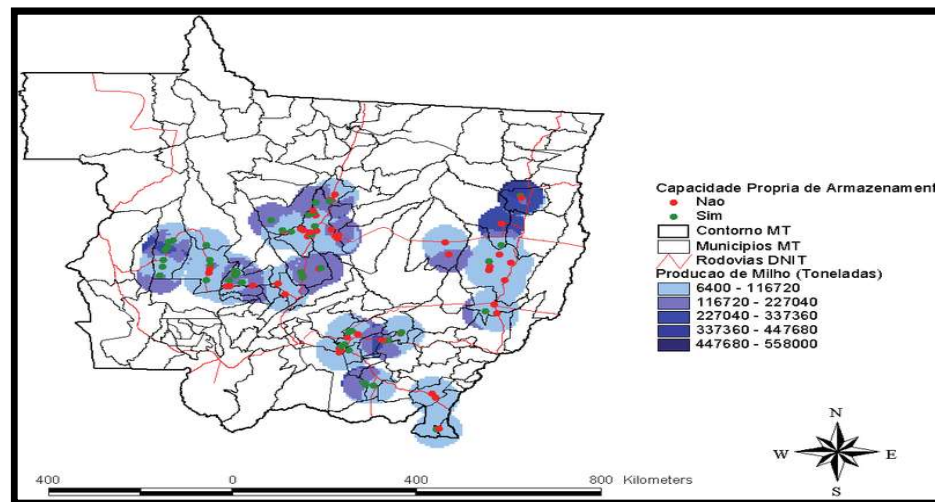 Capacidade Propria de Armazenament
Nao
Sim
Contorno MT
Municipios MT
Rodovias DNIT
Producao de Milho (Toneladas)
6400 - 116720
116720 - 227040
227040 - 337360
337360 - 447680
447680 - 558000
N
W E
S
400 0 400 800 Kilometers